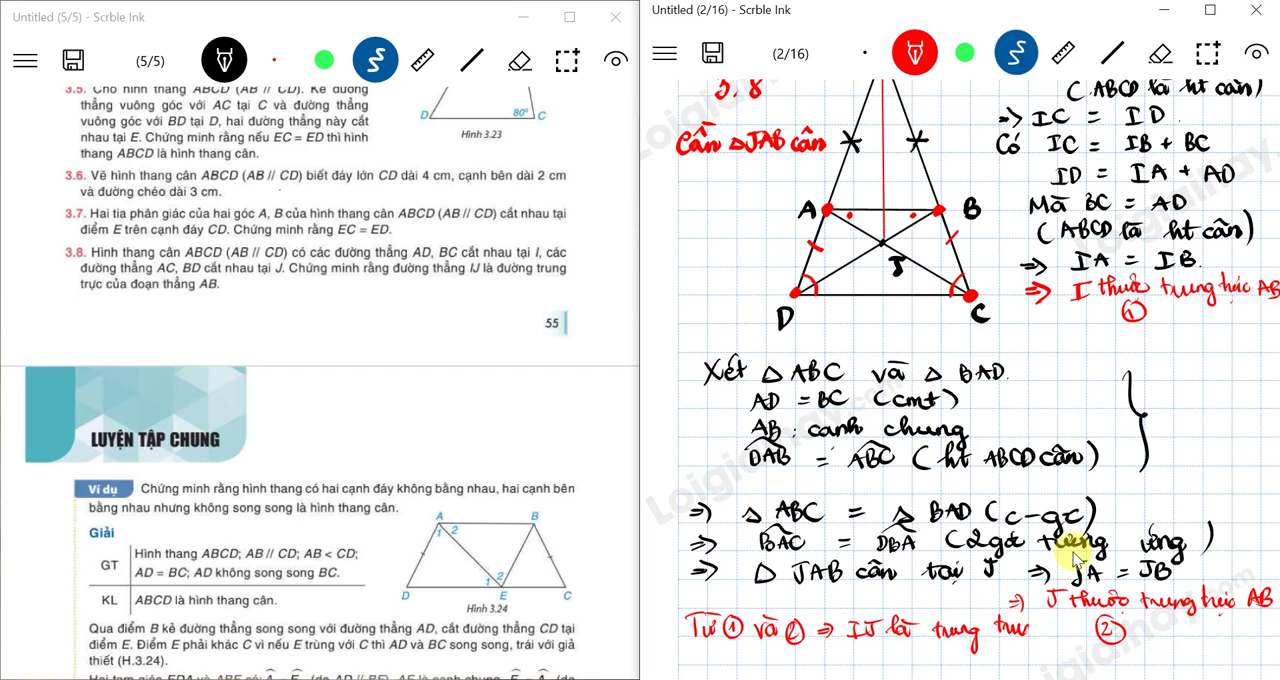 Untitled (5/5) - Scrble Ink
(5/5)
3.5. Cho hình thang ABCD (AB // CD). Kẻ đường
thẳng vuông góc với AC tại C và đường thẳng
vuông góc với BD tại D, hai đường thẳng này cắt
nhau tại E. Chứng minh rằng nếu EC = ED thì hình
thang ABCD là hình thang cân.
D 80° C
Hình 3.23
3.6. Vẽ hình thang cân ABCD (AB // CD) biết đáy lớn CD dài 4 cm, cạnh bên dài 2 cm
và đường chéo dài 3 cm.
3.7. Hai tia phân giác của hai góc A, B của hình thang cân ABCD (AB // CD) cắt nhau tại
điểm E trên cạnh đáy CD. Chứng minh rằng EC = ED.
3.8. Hình thang cân ABCD (AB // CD) có các đường thẳng AD, BC cắt nhau tại I, các
đường thẳng AC, BD cắt nhau tại J. Chứng minh rằng đường thẳng IJ là đường trung
trực của đoạn thẳng AB.
55
LUYỆN TẬP CHUNG
Ví dụ Chứng minh rằng hình thang có hai cạnh đáy không bằng nhau, hai cạnh bên
bằng nhau nhưng không song song là hình thang cân.
Giải
GT Hình thang ABCD; AB // CD; AB < CD;
AD = BC; AD không song song BC.
KL ABCD là hình thang cân.
A B
1 2
1 2
D E C
Hình 3.24
Qua điểm B kẻ đường thẳng song song với đường thẳng AD, cắt đường thẳng CD tại
điểm E. Điểm E phải khác C vì nếu E trùng với C thì AD và BC song song, trái với giả
thiết (H.3.24).
Untitled (2/16) - Scrble Ink
(2/16)
3.8
Cần △JAB cân
A B
J
D C
(ABCD là ht cân)
=> IC = ID
Có IC = IB + BC
ID = IA + AD
Mà BC = AD
(ABCD là ht cân)
=> IA = IB.
=> I thuộc trung trực AB
①
Xét △ABC và △BAD.
AD = BC (cmt)
AB: cạnh chung
DAB = ABC (ht ABCD cân)
=> △ABC = △BAD (c-g-c)
=> BAC = DBA (2 góc tương ứng)
=> △JAB cân tại J => JA = JB
=> J thuộc trung trực AB
②
Từ ① và ② => IJ là trung trực
Loigiaihay.com